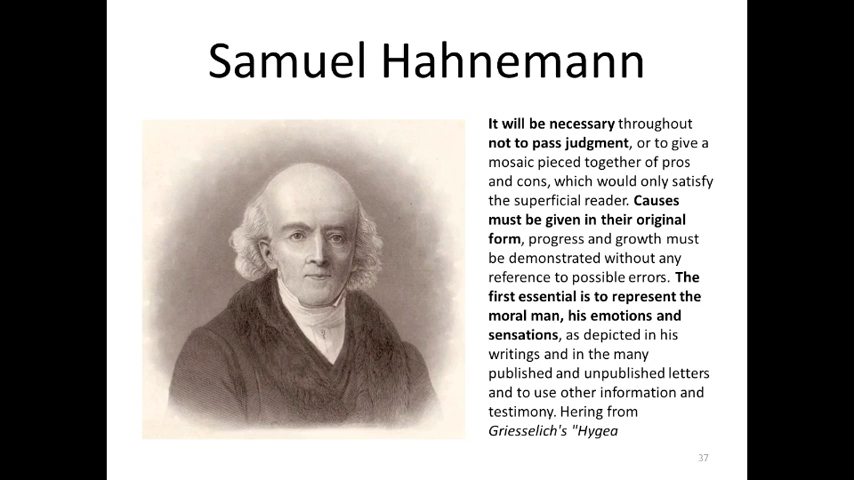 Samuel Hahnemann
It will be necessary throughout
not to pass judgment, or to give a
mosaic pieced together of pros
and cons, which would only satisfy
the superficial reader. Causes
must be given in their original
form, progress and growth must
be demonstrated without any
reference to possible errors. The
first essential is to represent the
moral man, his emotions and
sensations, as depicted in his
writings and in the many
published and unpublished letters
and to use other information and
testimony. Hering from
Griesselich's "Hygea
37